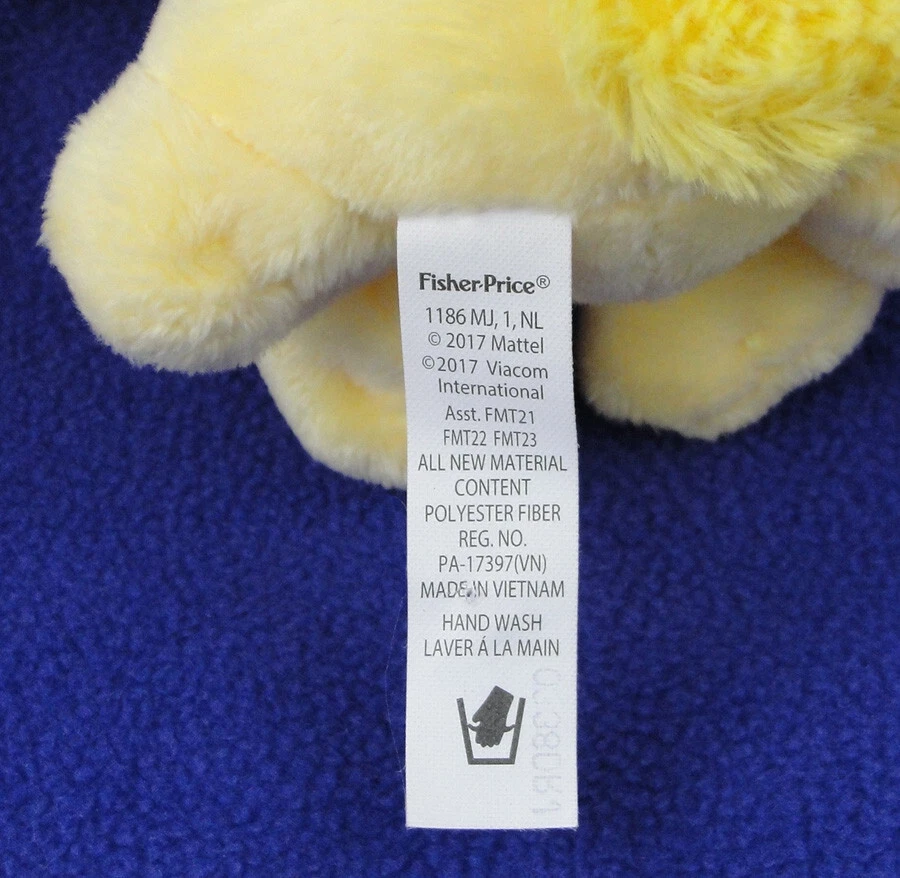 Fisher-Price®
1186 MJ, 1, NL
© 2017 Mattel
©2017 Viacom
International
Asst. FMT21
FMT22 FMT23
ALL NEW MATERIAL
CONTENT
POLYESTER FIBER
REG. NO.
PA-17397(VN)
MADE IN VIETNAM
HAND WASH
LAVER Á LA MAIN